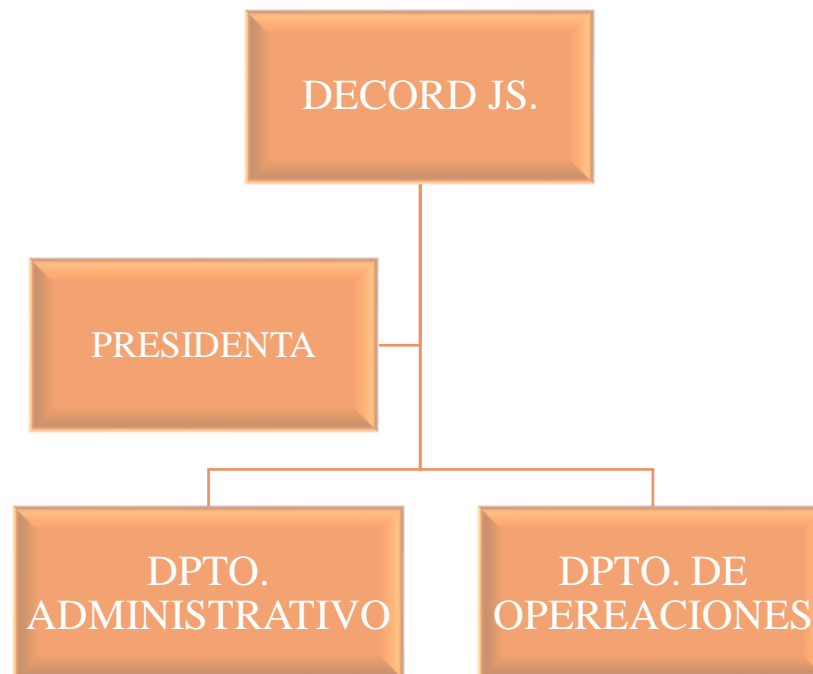 DECORD JS.
PRESIDENTA
DPTO.
ADMINISTRATIVO
DPTO. DE
OPEREACIONES